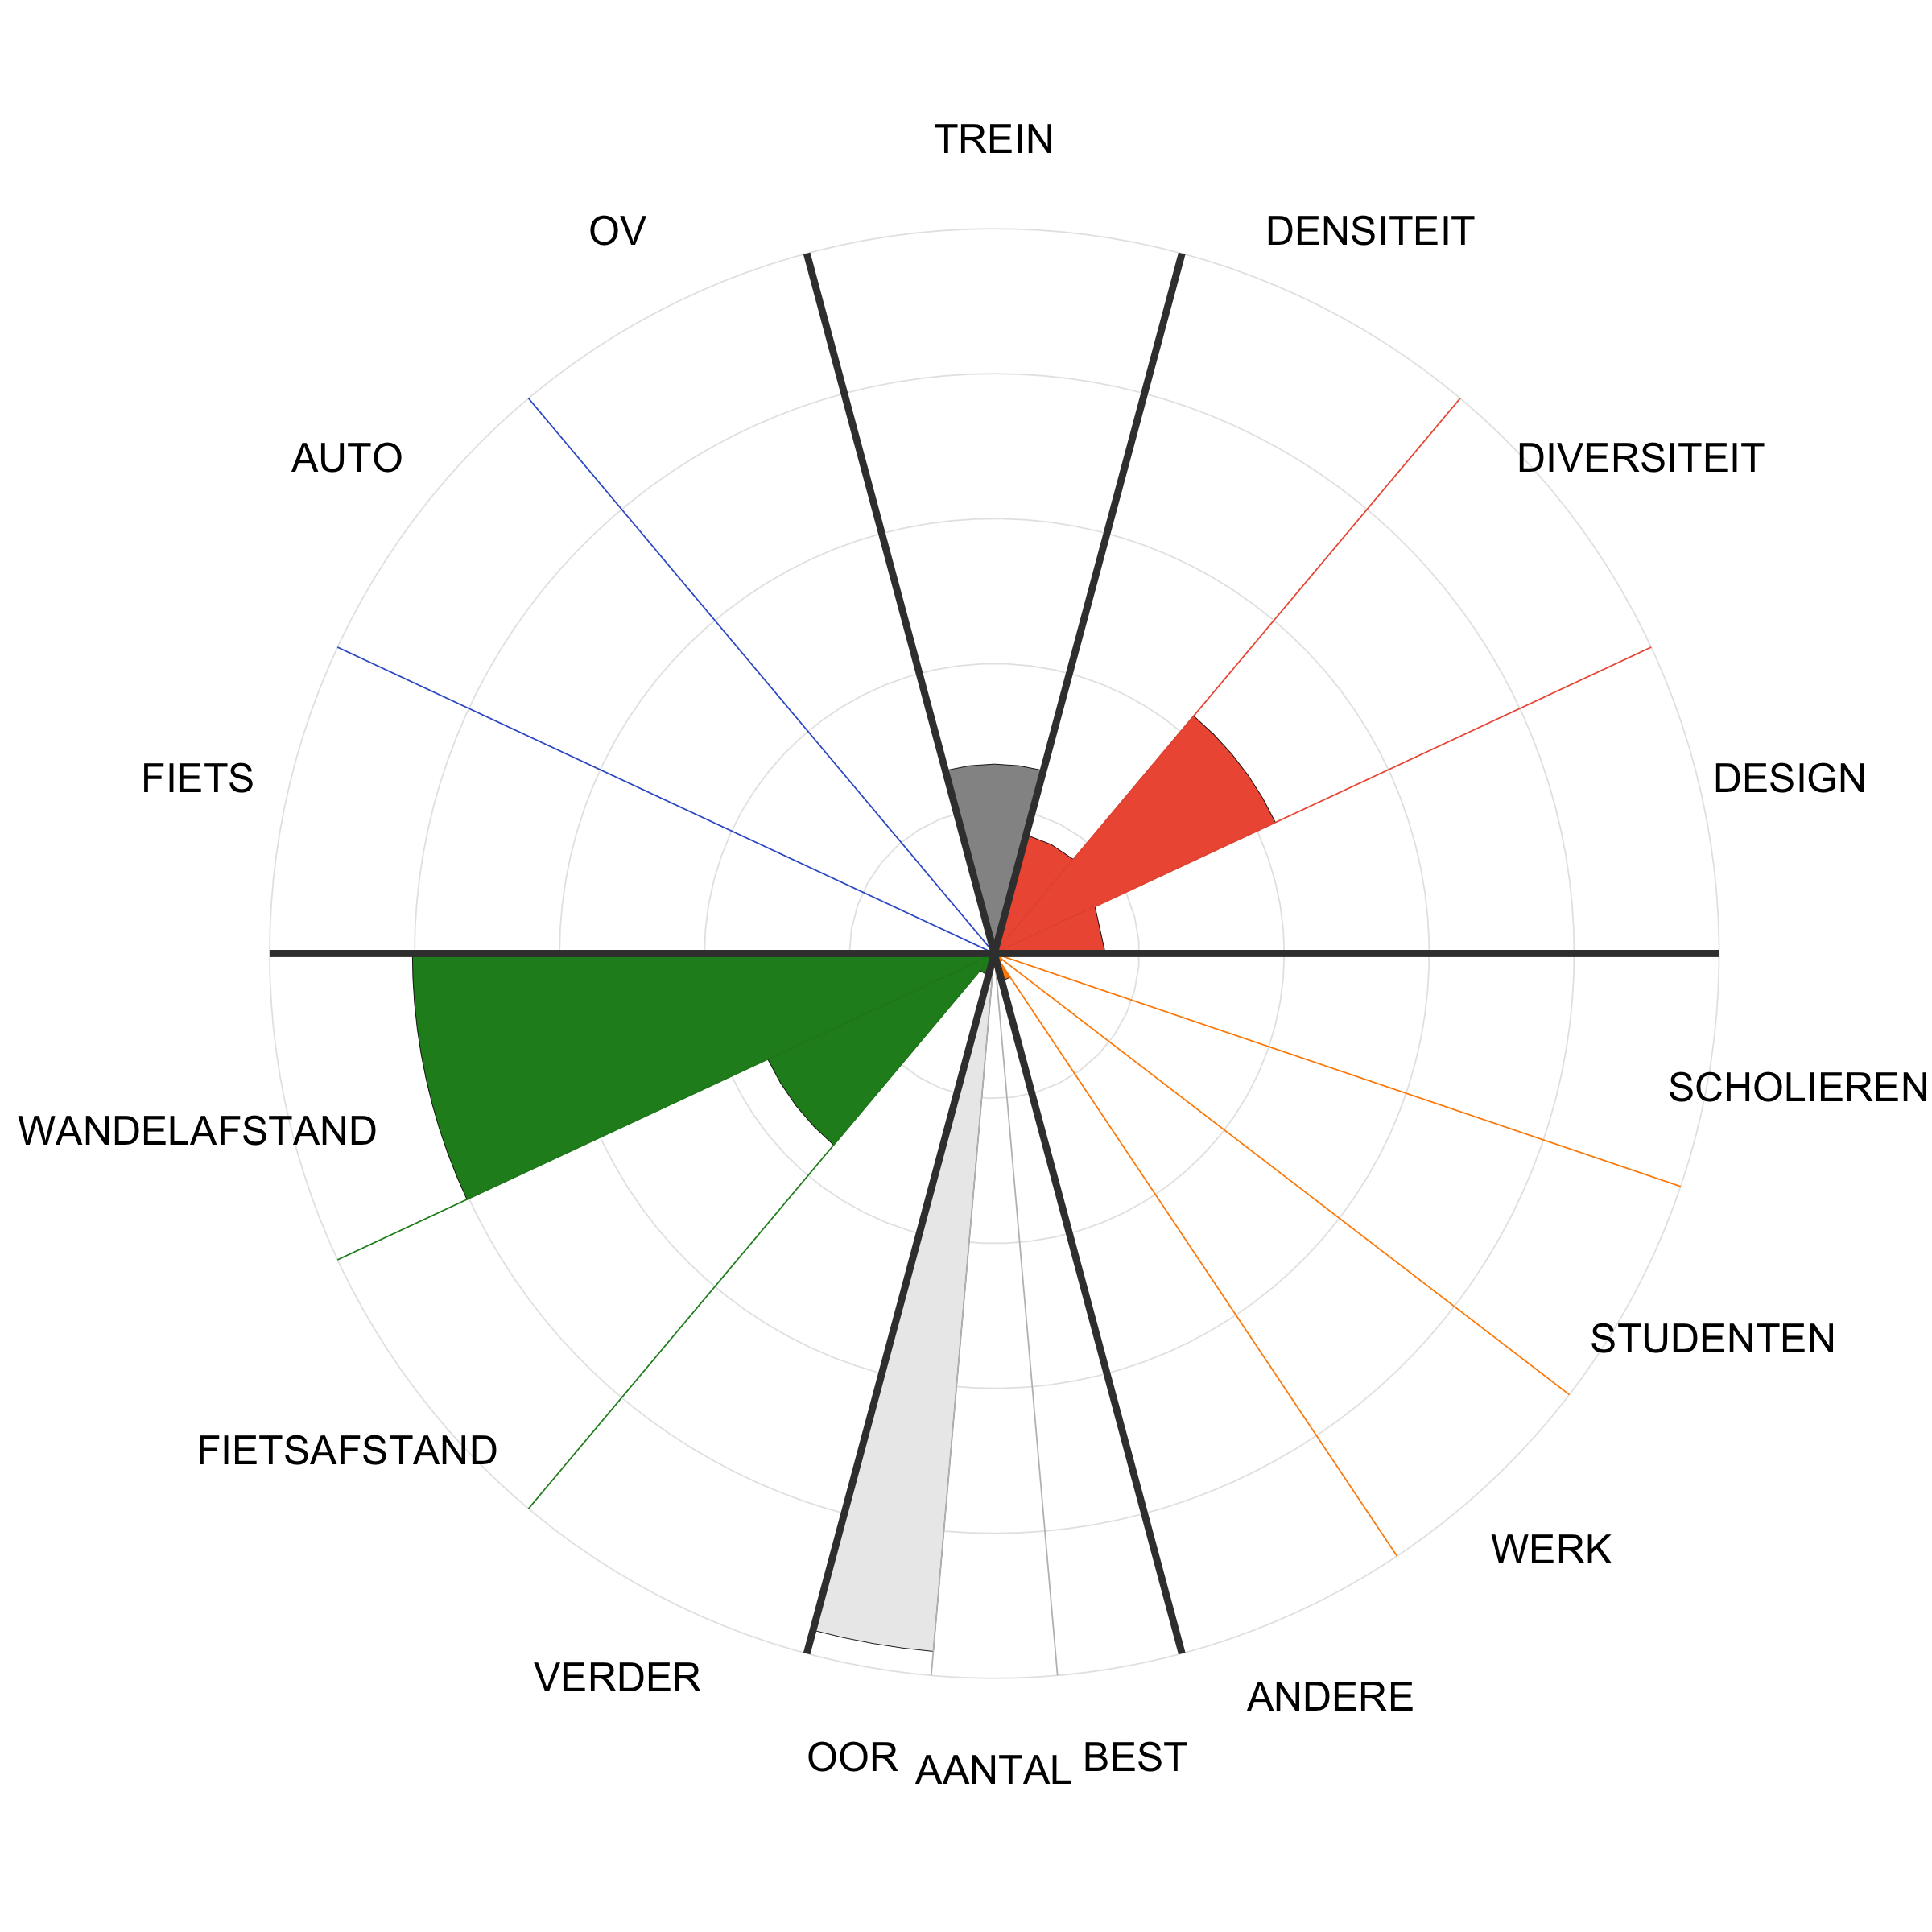 TREIN
OV
DENSITEIT
AUTO
DIVERSITEIT
FIETS
DESIGN
SCHOLIEREN
WANDELAFSTAND
STUDENTEN
FIETSAFSTAND
WERK
VERDER
ANDERE
OOR
AANTAL
BEST